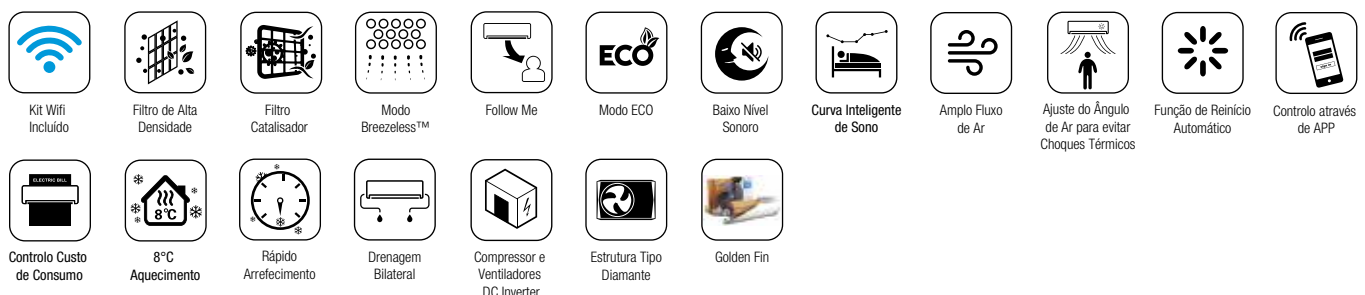 ECO
Kit Wifi
Incluído
Filtro de Alta
Densidade
Filtro
Catalisador
Modo
Breezeless™
Follow Me
Modo ECO
Baixo Nível
Sonoro
Curva Inteligente
de Sono
Amplo Fluxo
de Ar
Ajuste do Ângulo
de Ar para evitar
Choques Térmicos
Função de Reinício
Automático
Controlo através
de APP
ELECTRIC BILL
8°C
Controlo Custo
de Consumo
8°C
Aquecimento
Rápido
Arrefecimento
Drenagem
Bilateral
Compressor e
Ventiladores
DC Inverter
Estrutura Tipo
Diamante
Golden Fin